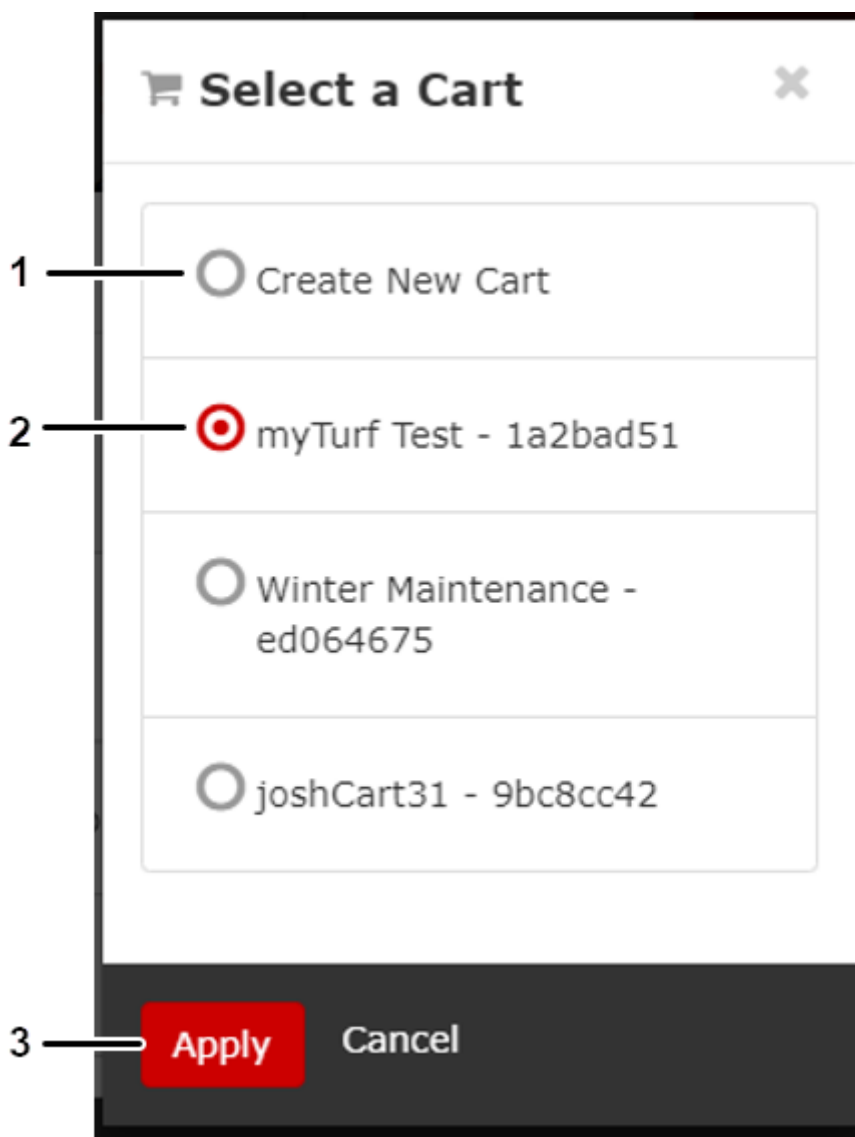 Select a Cart
1
Create New Cart
2
myTurf Test - 1a2bad51
Winter Maintenance -
ed064675
joshCart31 - 9bc8cc42
3
Apply
Cancel